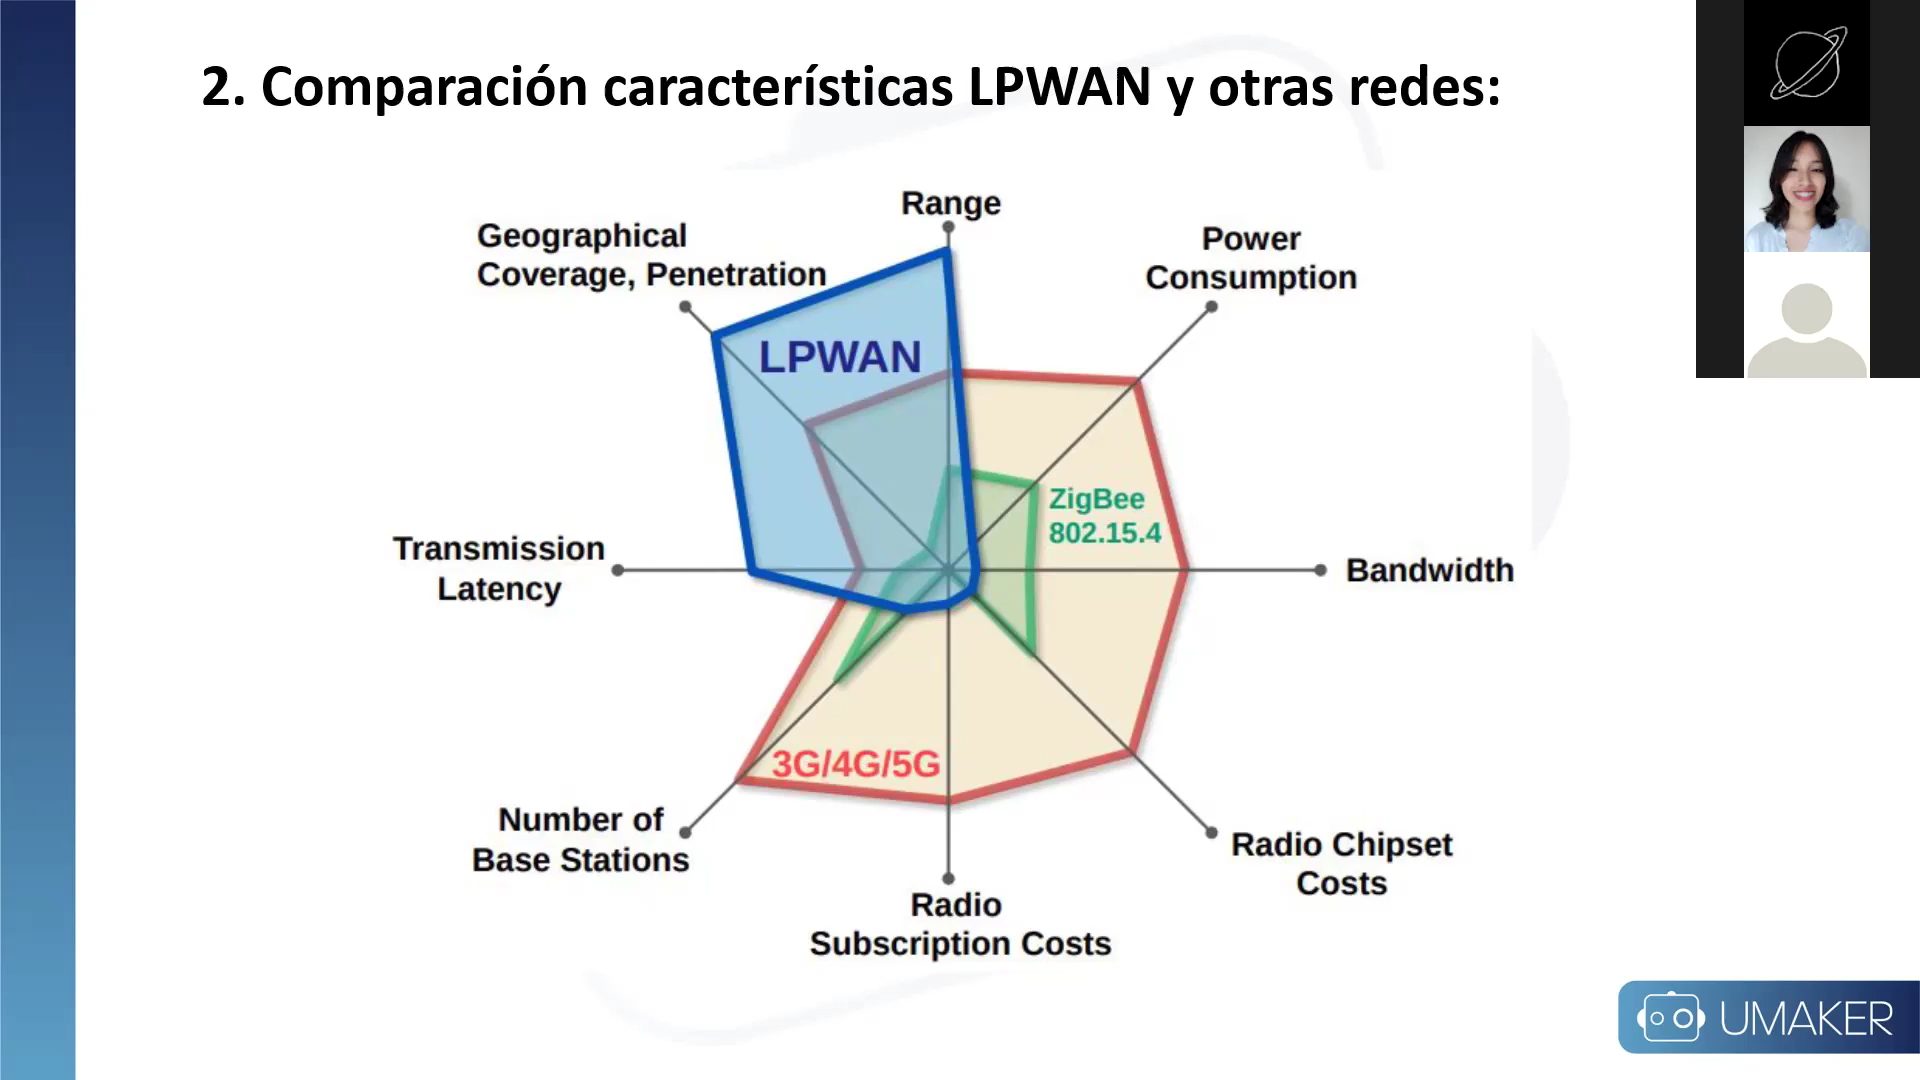 2. Comparación características LPWAN y otras redes:
Range
Geographical
Coverage, Penetration
Power
Consumption
LPWAN
ZigBee
802.15.4
Transmission
Latency
Bandwidth
3G/4G/5G
Number of
Base Stations
Radio Chipset
Costs
Radio
Subscription Costs
UMAKER